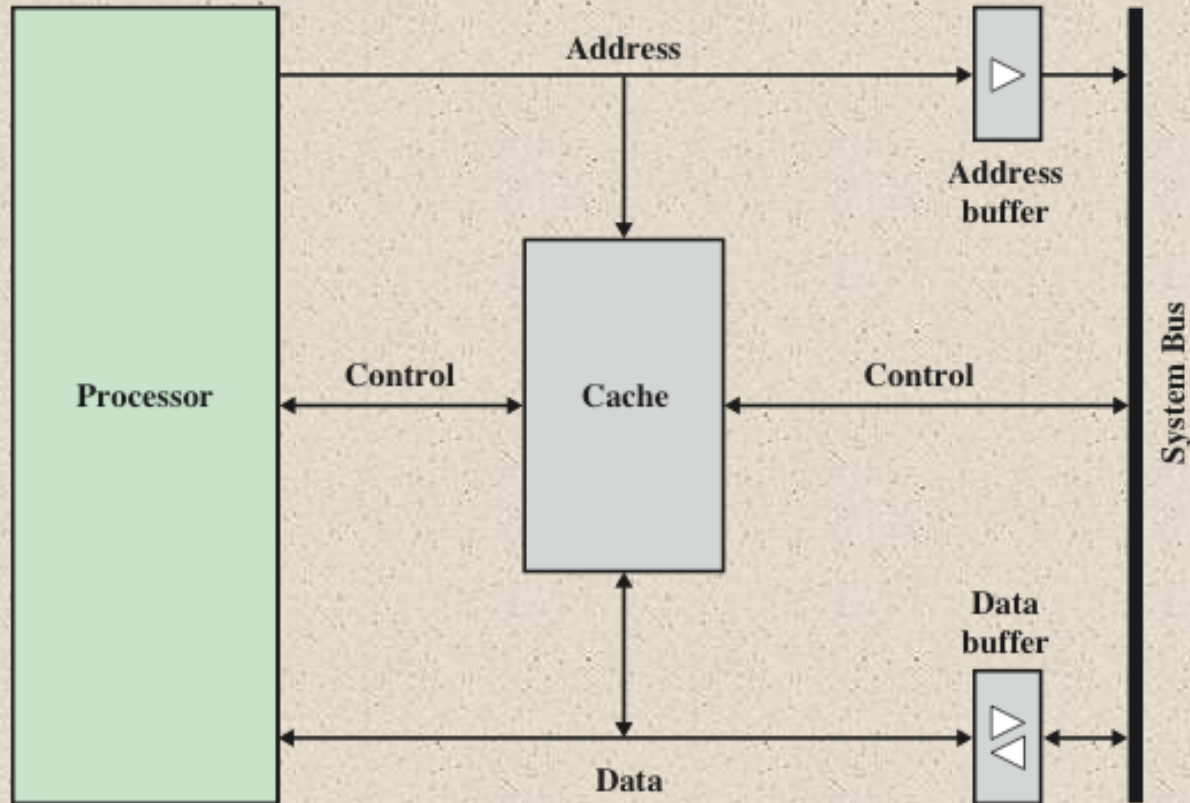 Address
Address
buffer
Processor
Control
Cache
Control
System Bus
Data
buffer
Data